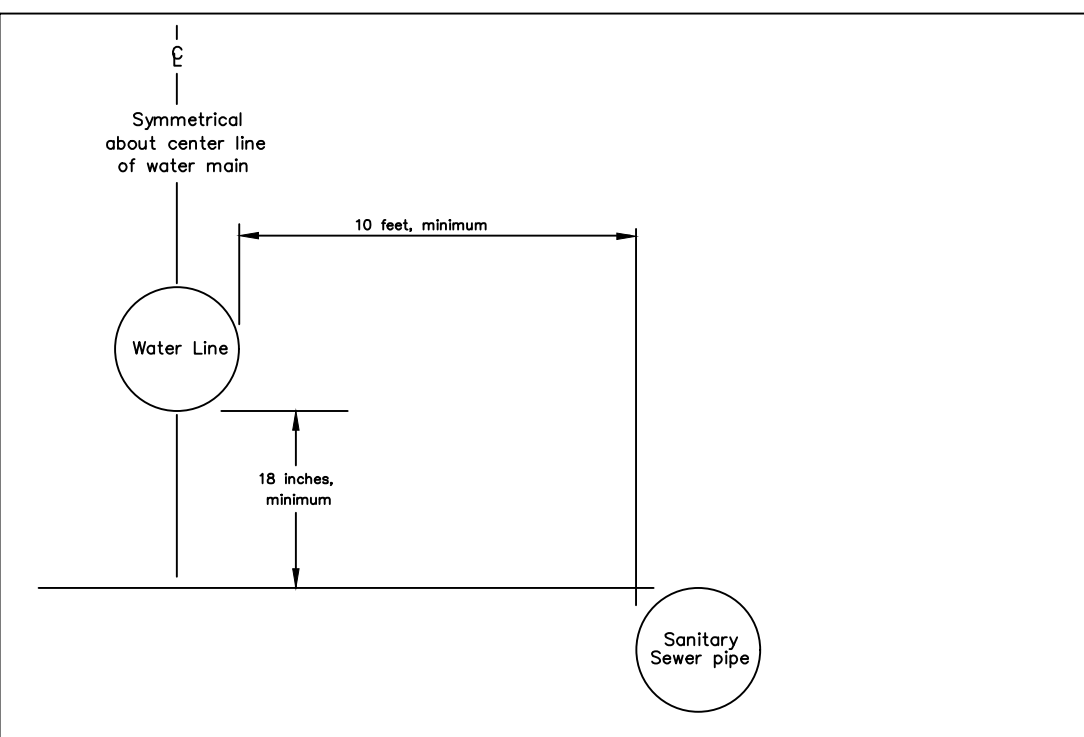 ℄
Symmetrical
about center line
of water main
10 feet, minimum
Water Line
18 inches,
minimum
Sanitary
Sewer pipe